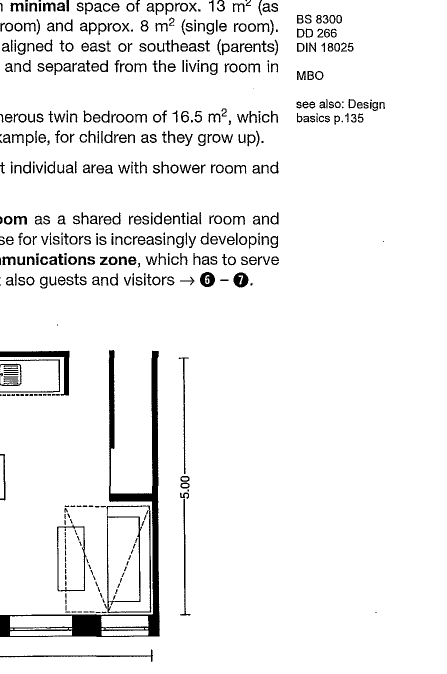 minimal space of approx. 13 m² (as
room) and approx. 8 m² (single room).
aligned to east or southeast (parents)
and separated from the living room in
nerous twin bedroom of 16.5 m², which
xample, for children as they grow up).
t individual area with shower room and
oom as a shared residential room and
se for visitors is increasingly developing
mmunications zone, which has to serve
also guests and visitors → ❻ – ❼.
BS 8300
DD 266
DIN 18025
MBO
see also: Design
basics p.135
5.00